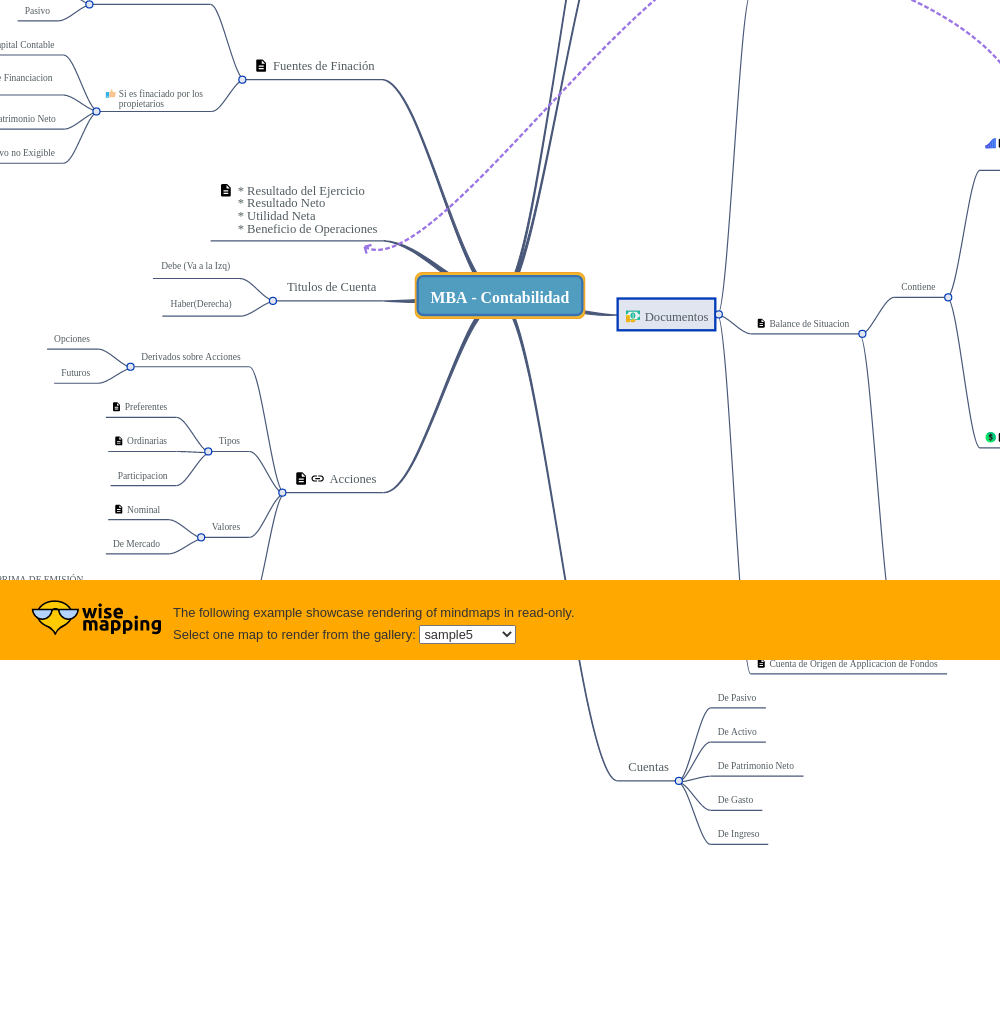 Pasivo
Capital Contable
Financiacion
Patrimonio Neto
no Exigible
Si es finaciado por los
propietarios
Fuentes de Finación
* Resultado del Ejercicio
* Resultado Neto
* Utilidad Neta
* Beneficio de Operaciones
Debe (Va a la Izq)
Haber(Derecha)
Titulos de Cuenta
MBA - Contabilidad
Documentos
Balance de Situacion
Contiene
Opciones
Futuros
Derivados sobre Acciones
Preferentes
Ordinarias
Participacion
Tipos
Nominal
De Mercado
Valores
Acciones
PRIMA DE EMISIÓN
wise
mapping
The following example showcase rendering of mindmaps in read-only.
Select one map to render from the gallery: sample5
Cuenta de Origen de Applicacion de Fondos
De Pasivo
De Activo
De Patrimonio Neto
De Gasto
De Ingreso
Cuentas